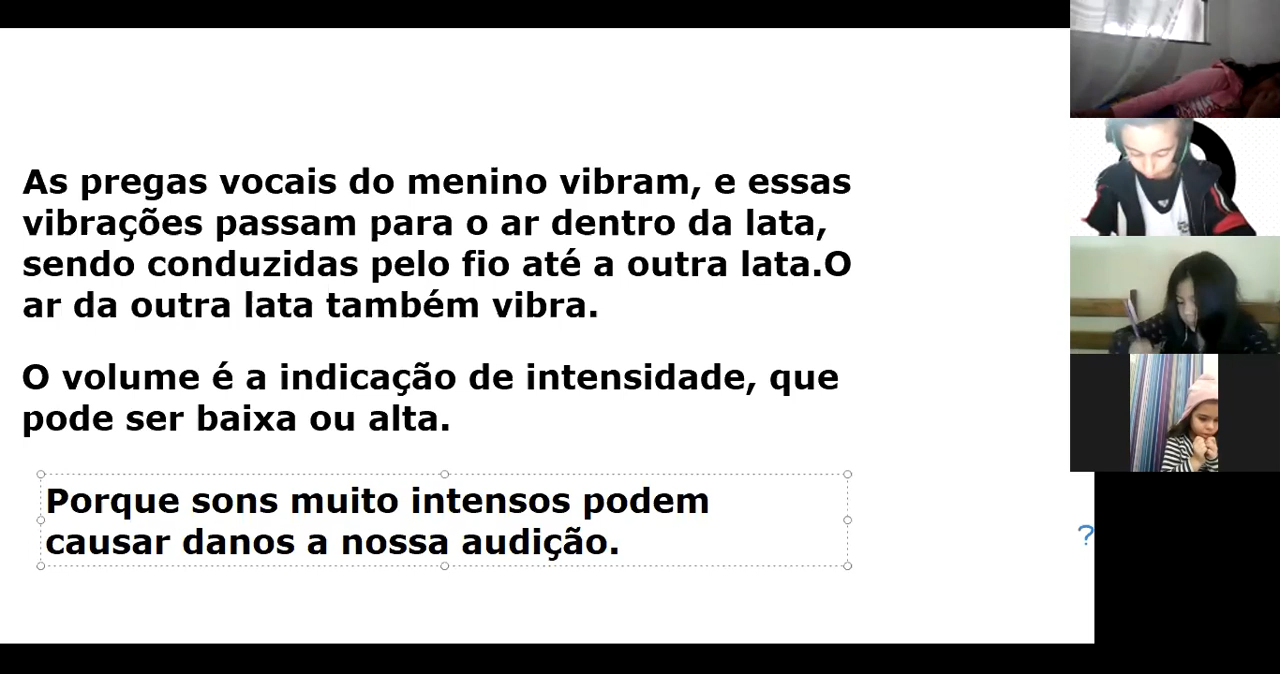 As pregas vocais do menino vibram, e essas
vibrações passam para o ar dentro da lata,
sendo conduzidas pelo fio até a outra lata.O
ar da outra lata também vibra.
O volume é a indicação de intensidade, que
pode ser baixa ou alta.
Porque sons muito intensos podem
causar danos a nossa audição.
?